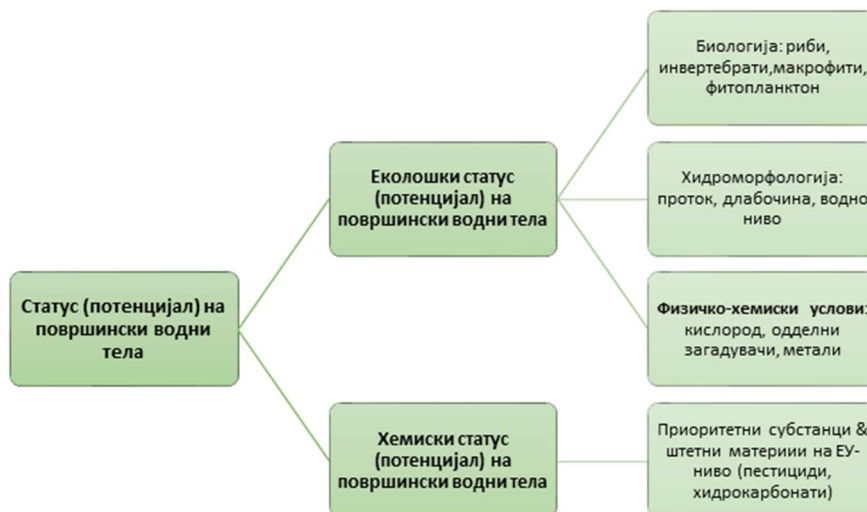 Биологија: риби,
инвертебрати,макрофити,
фитопланктон
Еколошки статус
(потенцијал) на
површински водни тела
Хидроморфологија:
проток, длабочина, водно
ниво
Статус (потенцијал) на
површински водни
тела
Физичко-хемиски услови:
кислород, одделни
загадувачи, метали
Хемиски статус
(потенцијал) на
површински водни тела
Приоритетни субстанци &
штетни материии на ЕУ-
ниво (пестициди,
хидрокарбонати)